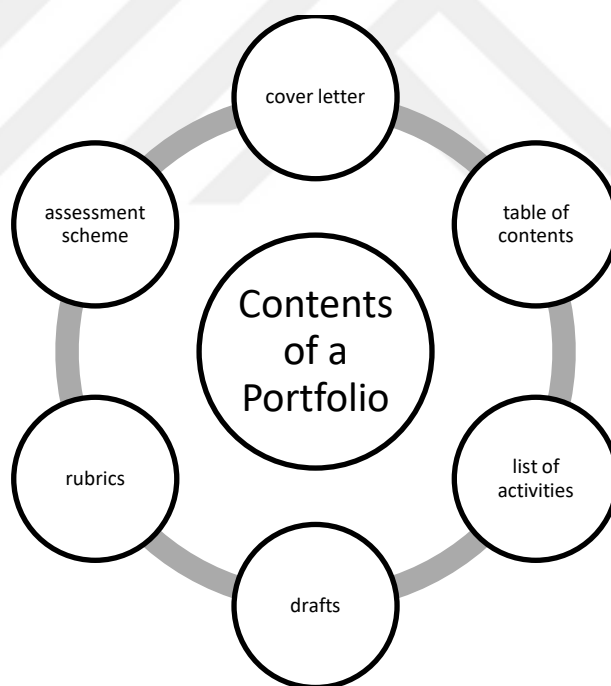 cover letter
table of
contents
list of
activities
drafts
rubrics
assessment
scheme
Contents
of a
Portfolio